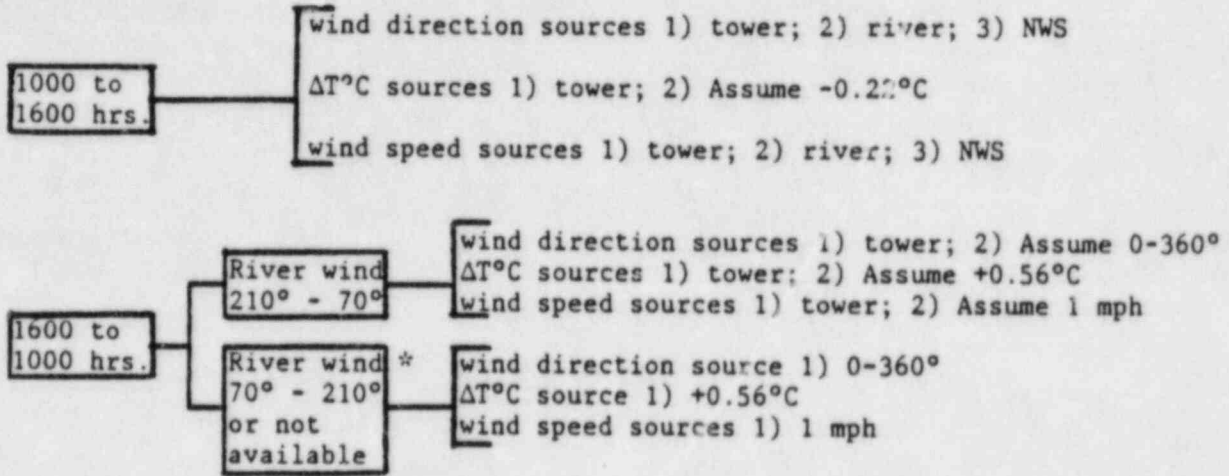 wind direction sources 1) tower; 2) river; 3) NWS
1000 to
1600 hrs.
ΔT°C sources 1) tower; 2) Assume -0.22°C
wind speed sources 1) tower; 2) river; 3) NWS
River wind
210° - 70°
wind direction sources 1) tower; 2) Assume 0-360°
ΔT°C sources 1) tower; 2) Assume +0.56°C
wind speed sources 1) tower; 2) Assume 1 mph
1600 to
1000 hrs.
River wind *
70° - 210°
or not
available
wind direction source 1) 0-360°
ΔT°C source 1) +0.56°C
wind speed sources 1) 1 mph